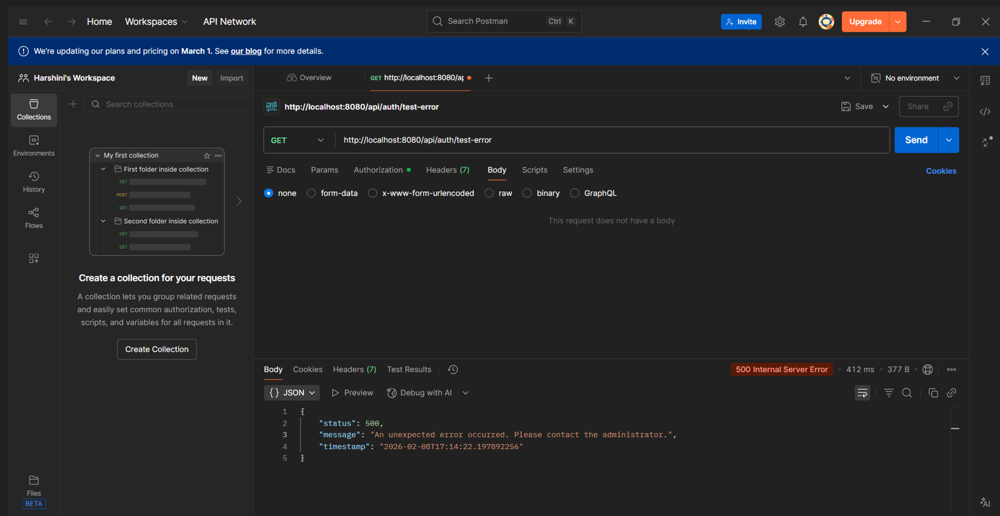 Home Workspaces API Network Search Postman Ctrl K Invite Upgrade
We're updating our plans and pricing on March 1. See our blog for more details.
Harshini's Workspace New Import Overview GET http://localhost:8080/ap No environment
Collections
Search collections
HTTP http://localhost:8080/api/auth/test-error Save Share
GET http://localhost:8080/api/auth/test-error Send
Environments
My first collection
First folder inside collection
GET
POST
GET
Second folder inside collection
GET
GET
History
Flows
Docs Params Authorization Headers (7) Body Scripts Settings Cookies
none form-data x-www-form-urlencoded raw binary GraphQL
This request does not have a body
Create a collection for your requests
A collection lets you group related requests
and easily set common authorization, tests,
scripts, and variables for all requests in it.
Create Collection
Body Cookies Headers (7) Test Results 500 Internal Server Error 412 ms 377 B
{ } JSON Preview Debug with AI
1 {
2 "status": 500,
3 "message": "An unexpected error occurred. Please contact the administrator.",
4 "timestamp": "2026-02-08T17:14:22.197892256"
5 }
Files
BETA
AI